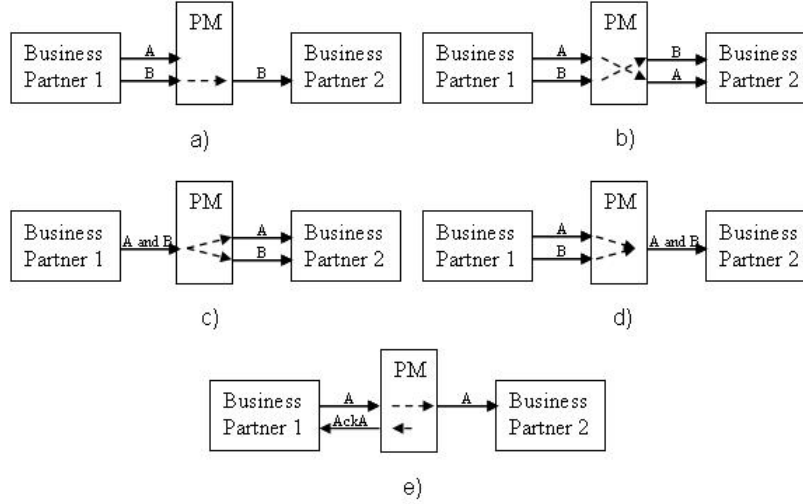 PM
Business Partner 1
A
B
B
Business Partner 2
a)
PM
Business Partner 1
A
B
B
A
Business Partner 2
b)
PM
Business Partner 1
A and B
A
B
Business Partner 2
c)
PM
Business Partner 1
A
B
A and B
Business Partner 2
d)
PM
Business Partner 1
A
AckA
A
Business Partner 2
e)